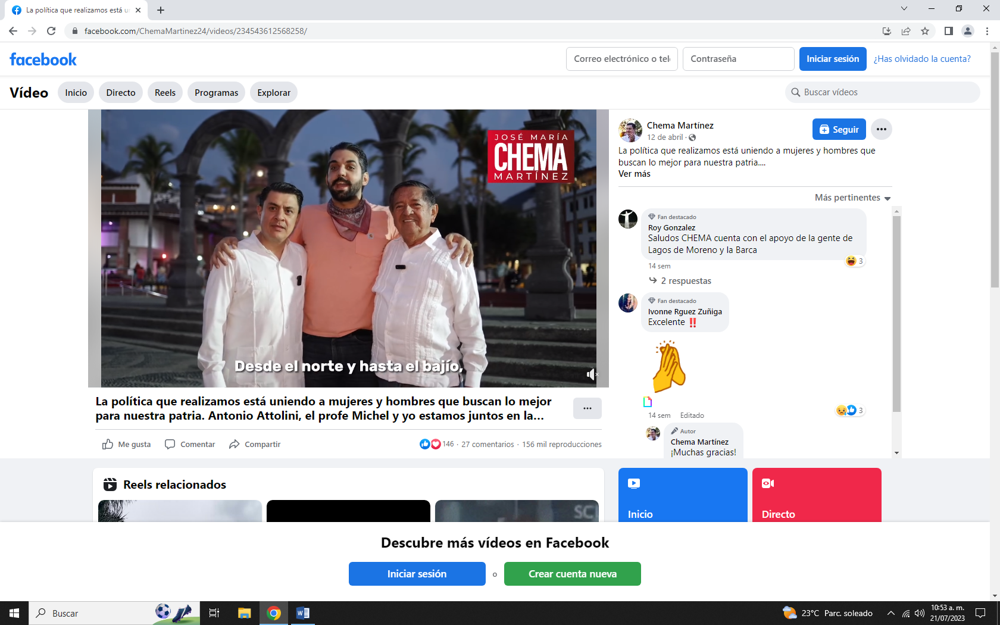 La política que realizamos está u
facebook.com/ChemaMartinez24/videos/234543612568258/
facebook
Correo electrónico o tel
Contraseña
Iniciar sesión
¿Has olvidado la cuenta?
Vídeo
Inicio
Directo
Reels
Programas
Explorar
Buscar vídeos
JOSÉ MARÍA
CHEMA
MARTÍNEZ
Desde el norte y hasta el bajío,
Chema Martínez
12 de abril ·
Seguir
La política que realizamos está uniendo a mujeres y hombres que
buscan lo mejor para nuestra patria....
Ver más
Más pertinentes
Fan destacado
Roy Gonzalez
Saludos CHEMA cuenta con el apoyo de la gente de
Lagos de Moreno y la Barca
3
14 sem
2 respuestas
Fan destacado
Ivonne Rguez Zuñiga
Excelente ‼️
14 sem Editado
3
Autor
Chema Martínez
¡Muchas gracias!
La política que realizamos está uniendo a mujeres y hombres que buscan lo mejor
para nuestra patria. Antonio Attolini, el profe Michel y yo estamos juntos en la...
Me gusta
Comentar
Compartir
146 · 27 comentarios · 156 mil reproducciones
Reels relacionados
SC
Inicio
Directo
Descubre más vídeos en Facebook
Iniciar sesión
o
Crear cuenta nueva
Buscar
23°C Parc. soleado
10:53 a. m.
21/07/2023